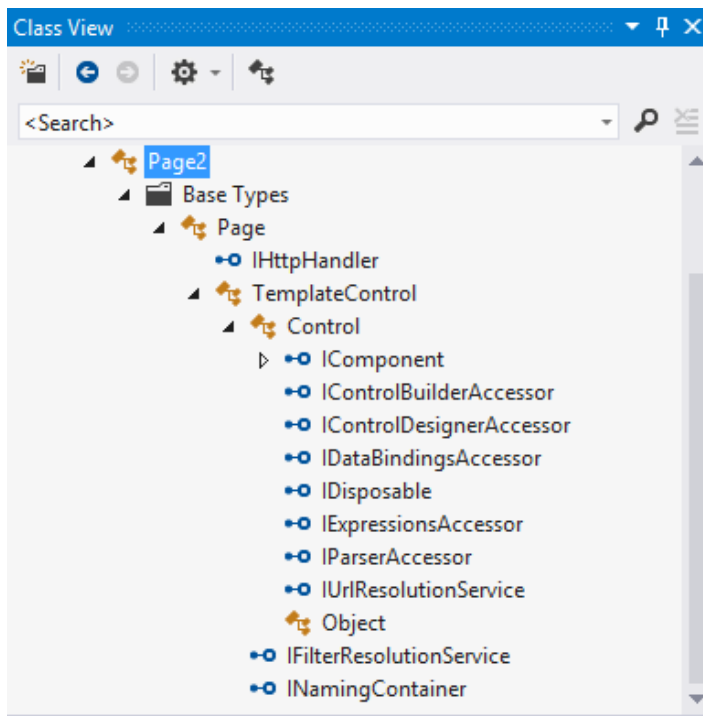 Class View
<Search>
Page2
Base Types
Page
IHttpHandler
TemplateControl
Control
IComponent
IControlBuilderAccessor
IControlDesignerAccessor
IDataBindingsAccessor
IDisposable
IExpressionsAccessor
IParserAccessor
IUrlResolutionService
Object
IFilterResolutionService
INamingContainer